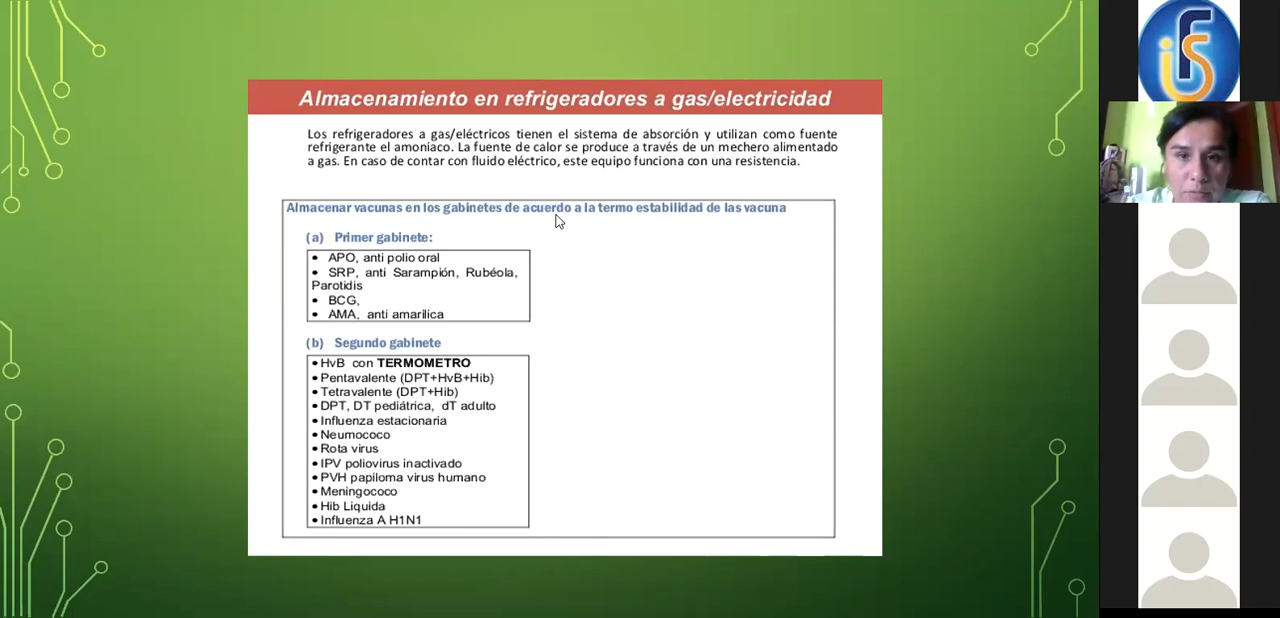 Almacenamiento en refrigeradores a gas/electricidad
Los refrigeradores a gas/eléctricos tienen el sistema de absorción y utilizan como fuente
refrigerante el amoniaco. La fuente de calor se produce a través de un mechero alimentado
a gas. En caso de contar con fluido eléctrico, este equipo funciona con una resistencia.
Almacenar vacunas en los gabinetes de acuerdo a la termo estabilidad de las vacuna
(a) Primer gabinete:
• APO, anti polio oral
• SRP, anti Sarampión, Rubéola,
Parotidis
• BCG,
• AMA, anti amarilica
(b) Segundo gabinete
• HvB con TERMOMETRO
• Pentavalente (DPT+HvB+Hib)
• Tetravalente (DPT+Hib)
• DPT, DT pediátrica, dT adulto
• Influenza estacionaria
• Neumococo
• Rota virus
• IPV poliovirus inactivado
• PVH papiloma virus humano
• Meningococo
• Hib Liquida
• Influenza A H1N1